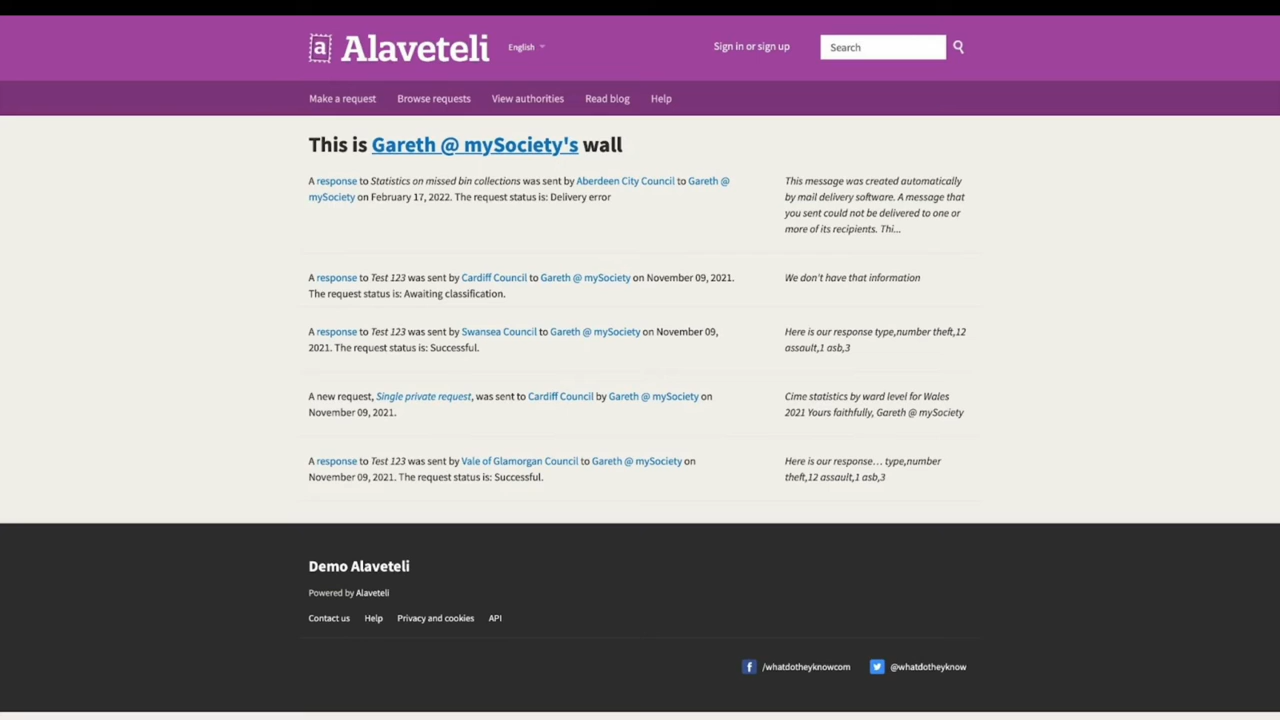 a Alaveteli English Sign in or sign up Search
Make a request Browse requests View authorities Read blog Help
This is Gareth @ mySociety's wall
A response to Statistics on missed bin collections was sent by Aberdeen City Council to Gareth @
mySociety on February 17, 2022. The request status is: Delivery error
This message was created automatically
by mail delivery software. A message that
you sent could not be delivered to one or
more of its recipients. Thi...
A response to Test 123 was sent by Cardiff Council to Gareth @ mySociety on November 09, 2021.
The request status is: Awaiting classification.
We don't have that information
A response to Test 123 was sent by Swansea Council to Gareth @ mySociety on November 09,
2021. The request status is: Successful.
Here is our response type,number theft,12
assault,1 asb,3
A new request, Single private request, was sent to Cardiff Council by Gareth @ mySociety on
November 09, 2021.
Cime statistics by ward level for Wales
2021 Yours faithfully, Gareth @ mySociety
A response to Test 123 was sent by Vale of Glamorgan Council to Gareth @ mySociety on
November 09, 2021. The request status is: Successful.
Here is our response… type,number
theft,12 assault,1 asb,3
Demo Alaveteli
Powered by Alaveteli
Contact us Help Privacy and cookies API
/whatdotheyknowcom @whatdotheyknow